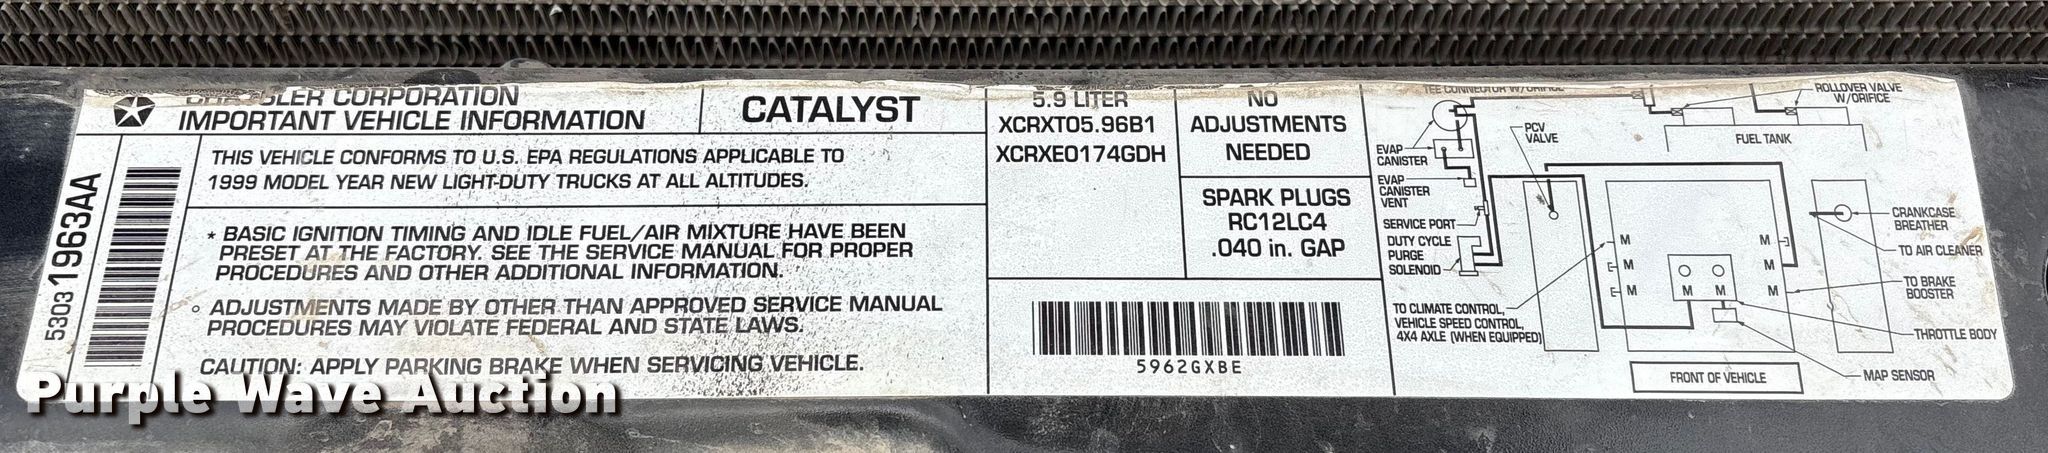 CHRYSLER CORPORATION
IMPORTANT VEHICLE INFORMATION
CATALYST
53031963AA
THIS VEHICLE CONFORMS TO U.S. EPA REGULATIONS APPLICABLE TO
1999 MODEL YEAR NEW LIGHT-DUTY TRUCKS AT ALL ALTITUDES.
* BASIC IGNITION TIMING AND IDLE FUEL/AIR MIXTURE HAVE BEEN
PRESET AT THE FACTORY. SEE THE SERVICE MANUAL FOR PROPER
PROCEDURES AND OTHER ADDITIONAL INFORMATION.
° ADJUSTMENTS MADE BY OTHER THAN APPROVED SERVICE MANUAL
PROCEDURES MAY VIOLATE FEDERAL AND STATE LAWS.
CAUTION: APPLY PARKING BRAKE WHEN SERVICING VEHICLE.
5.9 LITER
XCRXT05.96B1
XCRXE0174GDH
NO
ADJUSTMENTS
NEEDED
SPARK PLUGS
RC12LC4
.040 in. GAP
5962GXBE
TEE CONNECTOR W/ORIFICE
EVAP
CANISTER
EVAP
CANISTER
VENT
SERVICE PORT
DUTY CYCLE
PURGE
SOLENOID
TO CLIMATE CONTROL,
VEHICLE SPEED CONTROL,
4X4 AXLE (WHEN EQUIPPED)
PCV
VALVE
ROLLOVER VALVE
W/ORIFICE
FUEL TANK
M
M
M
M
M
M
M
M
CRANKCASE
BREATHER
TO AIR CLEANER
TO BRAKE
BOOSTER
THROTTLE BODY
MAP SENSOR
FRONT OF VEHICLE
Purple Wave Auction